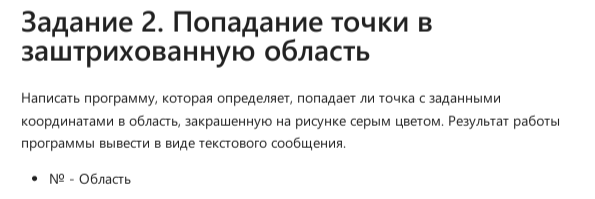 Задание 2. Попадание точки в
заштрихованную область
Написать программу, которая определяет, попадает ли точка с заданными
координатами в область, закрашенную на рисунке серым цветом. Результат работы
программы вывести в виде текстового сообщения.
• № - Область